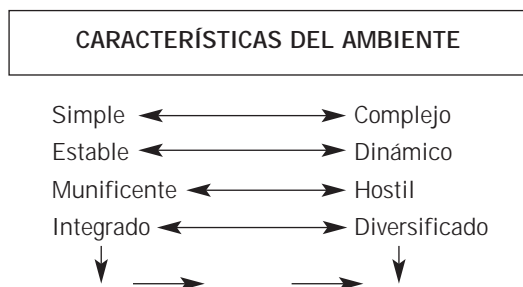 CARACTERÍSTICAS DEL AMBIENTE
Simple Complejo
Estable Dinámico
Munificente Hostil
Integrado Diversificado